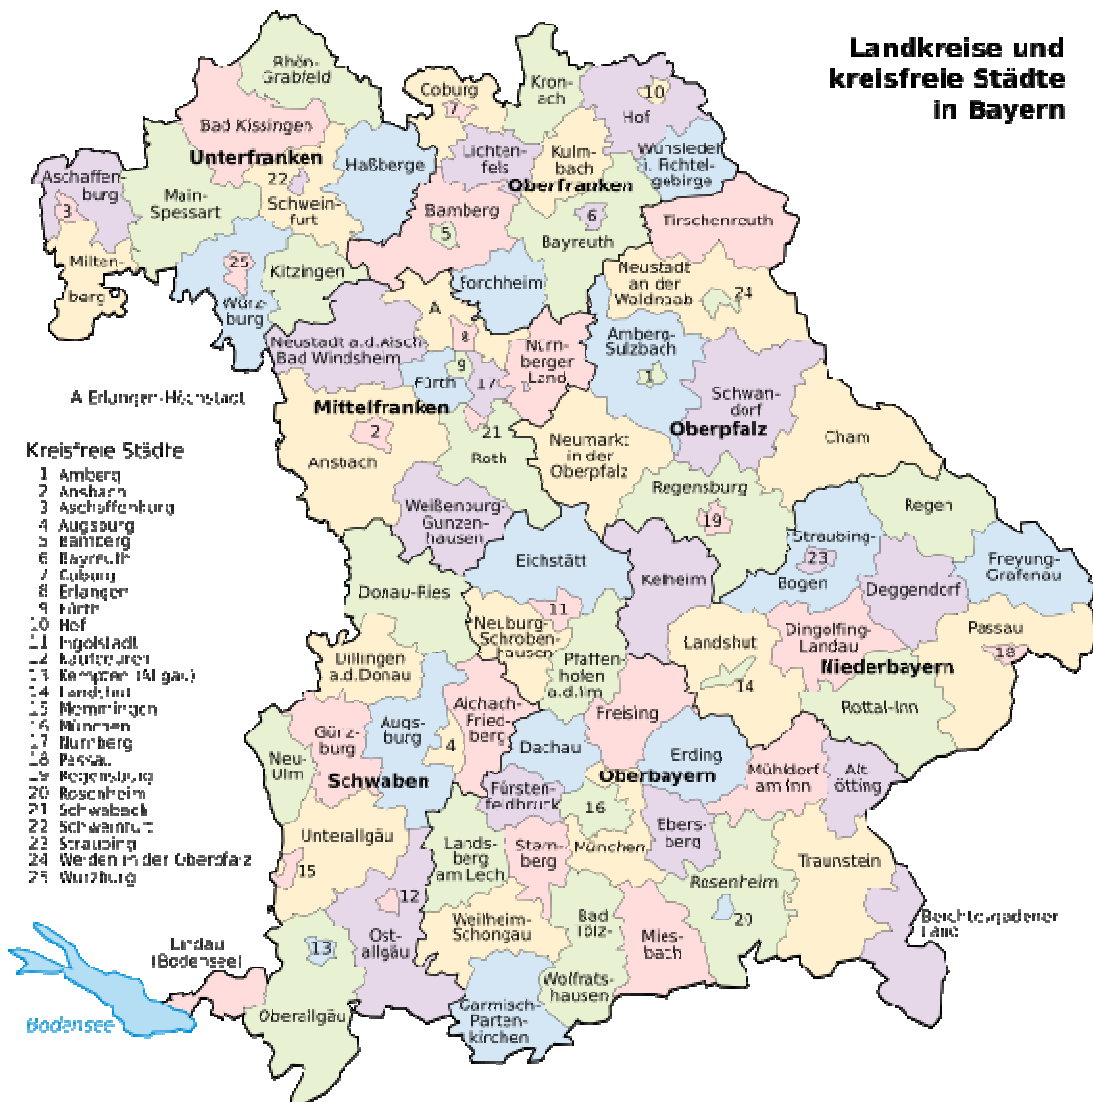 Landkreise und
kreisfreie Städte
in Bayern
Rhön-
Grabfeld
Coburg
7
Kron-
ach
10
Hof
Bad Kissingen
Unterfranken
Haßberge
Lichten-
fels
Kulm-
bach
Oberfranken
Wunsiedel
i. Fichtel-
gebirge
Aschaffen-
burg
3
Main-
Spessart
22
Schwein-
furt
Bamberg
5
6
Bayreuth
Tirschenreuth
Milten-
berg
25
Würz-
burg
Kitzingen
Forchheim
Neustadt
an der
Waldnaab
24
A
8
Neustadt a.d.Aisch-
Bad Windsheim
Nürn-
berger
Land
Amberg-
Sulzbach
1
9
Fürth
17
A Erlangen-Höchstadt
Mittelfranken
2
Ansbach
21
Roth
Neumarkt
in der
Oberpfalz
Schwan-
dorf
Oberpfalz
Cham
Kreisfreie Städte
1 Amberg
2 Ansbach
3 Aschaffenburg
4 Augsburg
5 Bamberg
6 Bayreuth
7 Coburg
8 Erlangen
9 Fürth
10 Hof
11 Ingolstadt
12 Kaufbeuren
13 Kempten (Allgäu)
14 Landshut
15 Memmingen
16 München
17 Nürnberg
18 Passau
19 Regensburg
20 Rosenheim
21 Schwabach
22 Schweinfurt
23 Straubing
24 Weiden in der Oberpfalz
25 Würzburg
Weißenburg-
Gunzen-
hausen
Regensburg
19
Regen
Straubing-
23
Bogen
Freyung-
Grafenau
Deggendorf
Eichstätt
Kelheim
Donau-Ries
11
Neuburg-
Schroben-
hausen
Pfaffen-
hofen
a.d.Ilm
Landshut
14
Dingolfing-
Landau
Niederbayern
Passau
18
Rottal-Inn
Dillingen
a.d.Donau
Aichach-
Fried-
berg
Freising
Günz-
burg
Augs-
burg
4
Dachau
Erding
Neu-
Ulm
Schwaben
Oberbayern
Mühldorf
am Inn
Alt
ötting
Fürsten-
feldbruck
16
München
Ebers-
berg
Unterallgäu
15
Lands-
berg
am Lech
Starn-
berg
Traunstein
Rosenheim
20
12
Ost-
allgäu
Weilheim-
Schongau
Bad
Tölz-
Wolfrats-
hausen
Mies-
bach
Berchtesgadener
Land
Lindau
(Bodensee)
13
Oberallgäu
Bodensee
Garmisch-
Parten-
kirchen